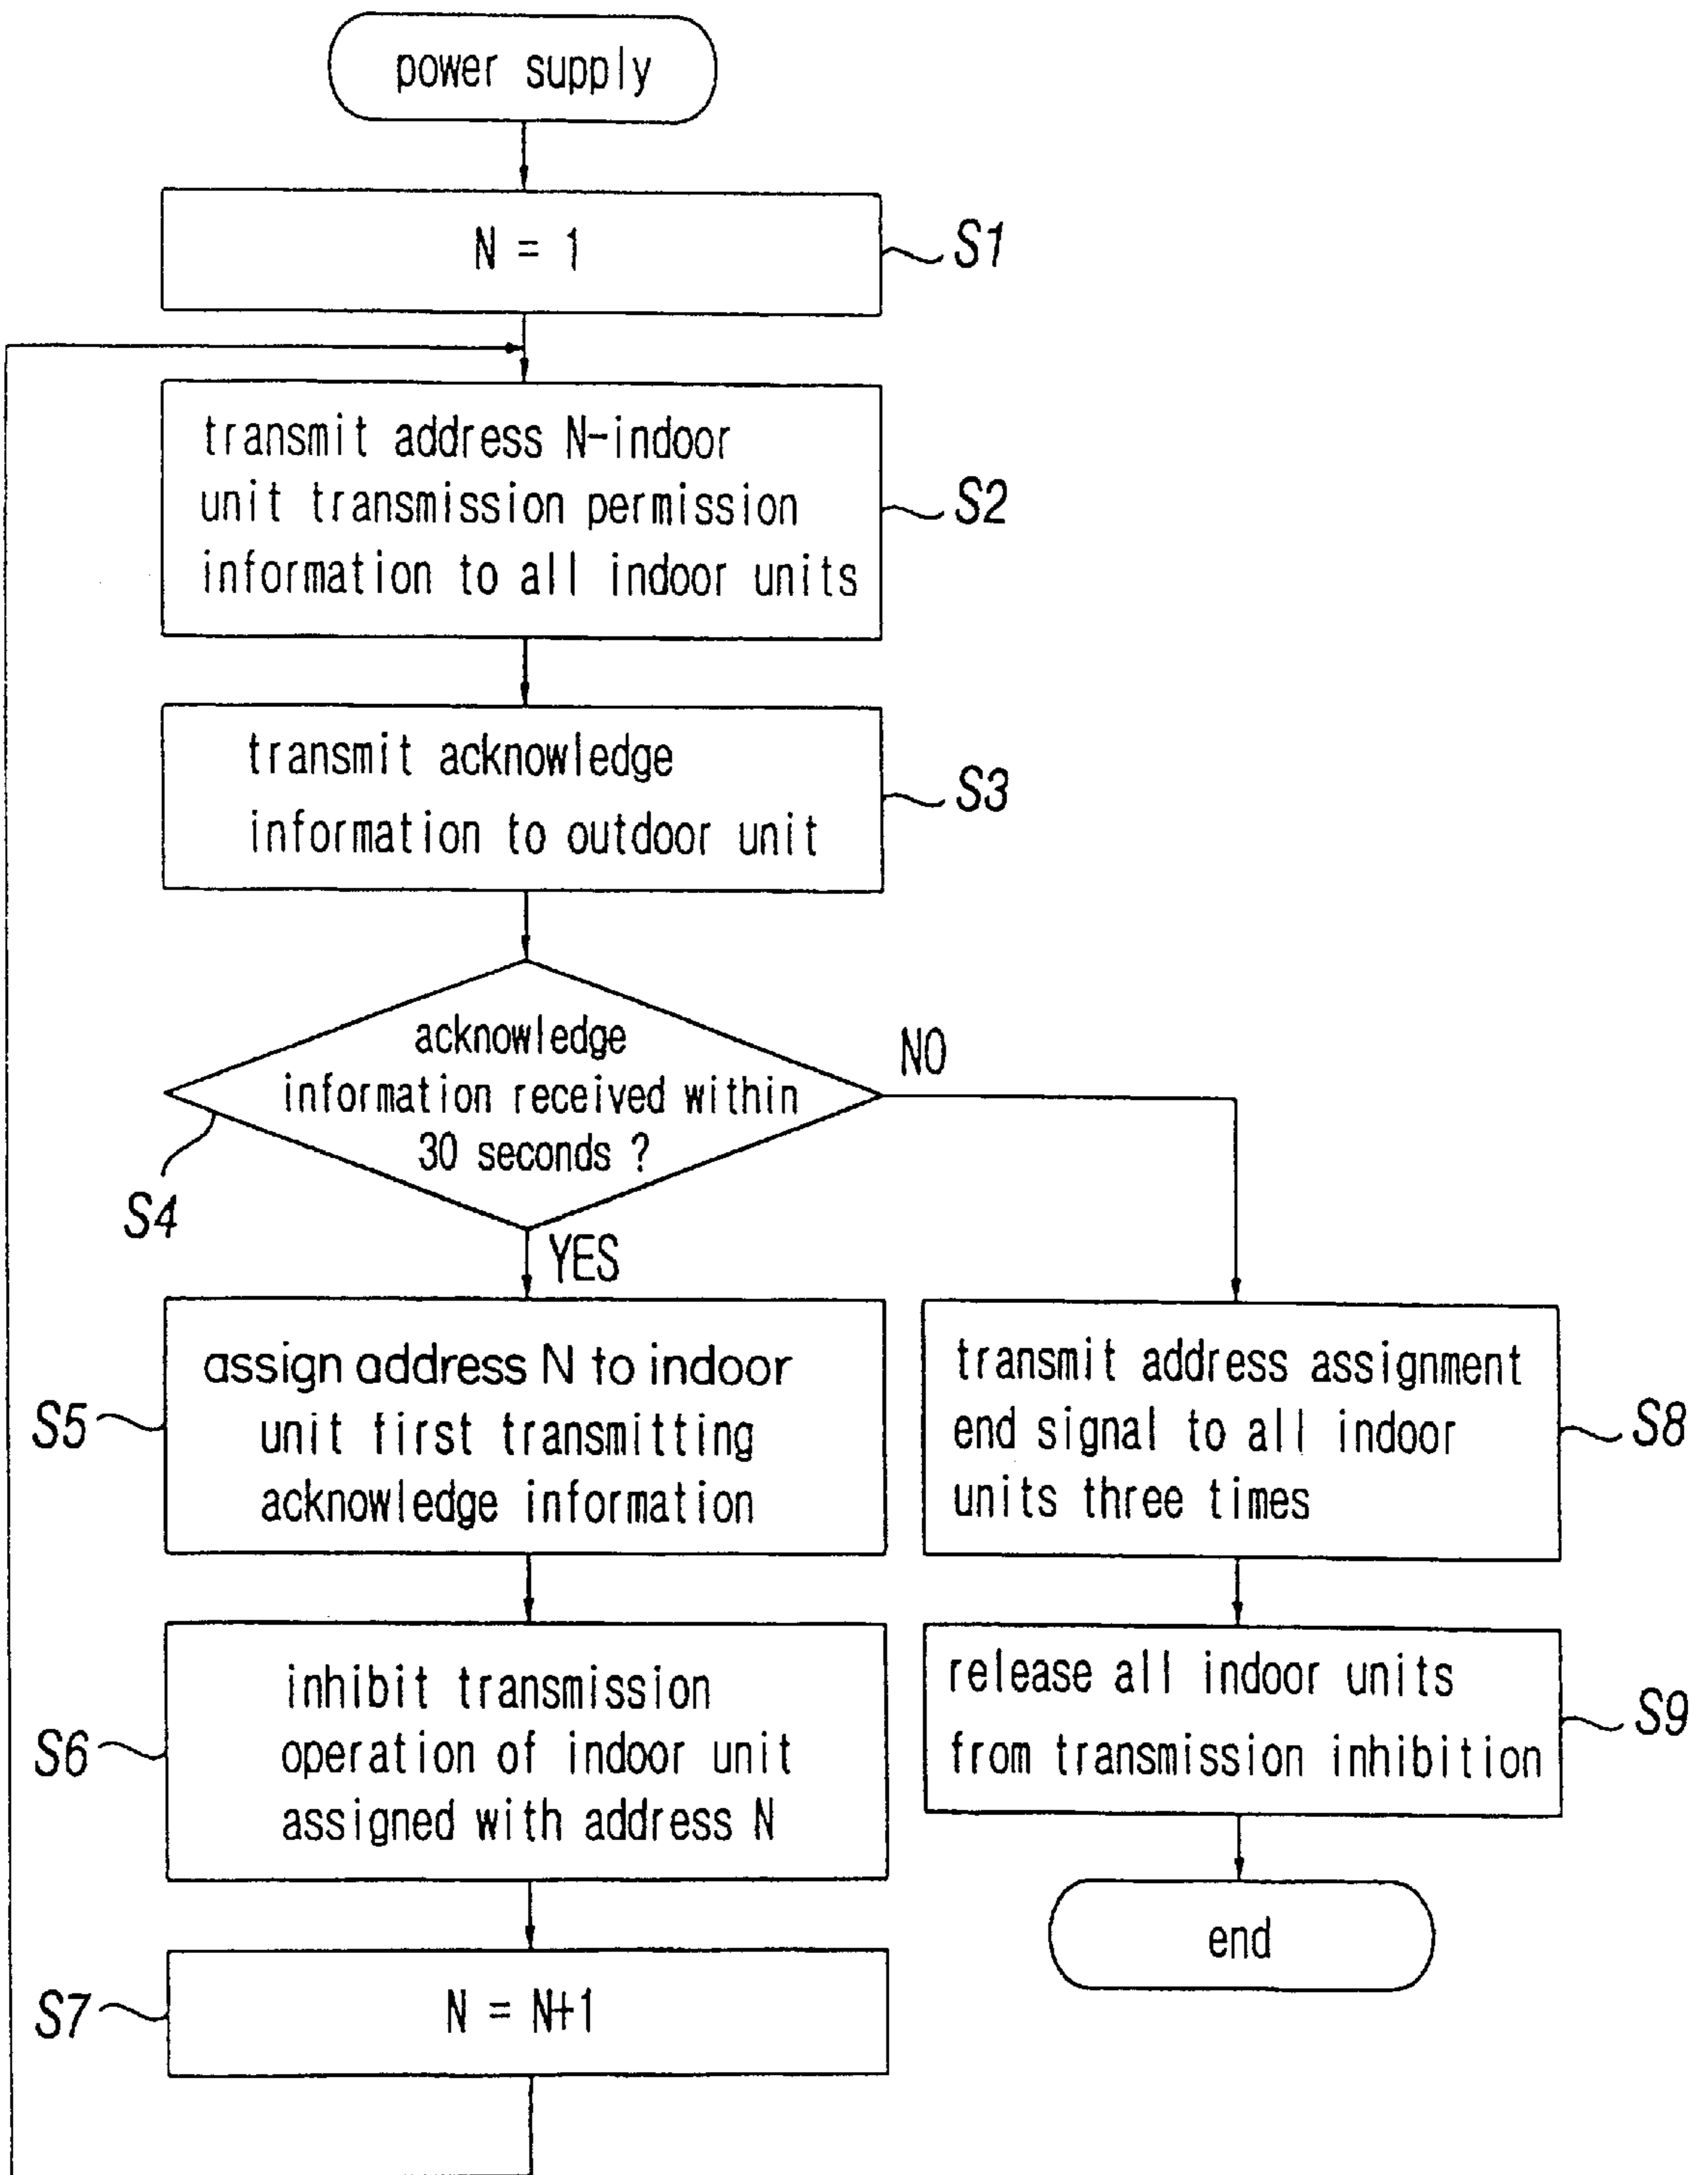 power supply
N = 1
S1
transmit address N-indoor
unit transmission permission
information to all indoor units
S2
transmit acknowledge
information to outdoor unit
S3
acknowledge
information received within
30 seconds ?
S4
NO
YES
assign address N to indoor
unit first transmitting
acknowledge information
S5
transmit address assignment
end signal to all indoor
units three times
S8
inhibit transmission
operation of indoor unit
assigned with address N
S6
release all indoor units
from transmission inhibition
S9
N = N+1
S7
end